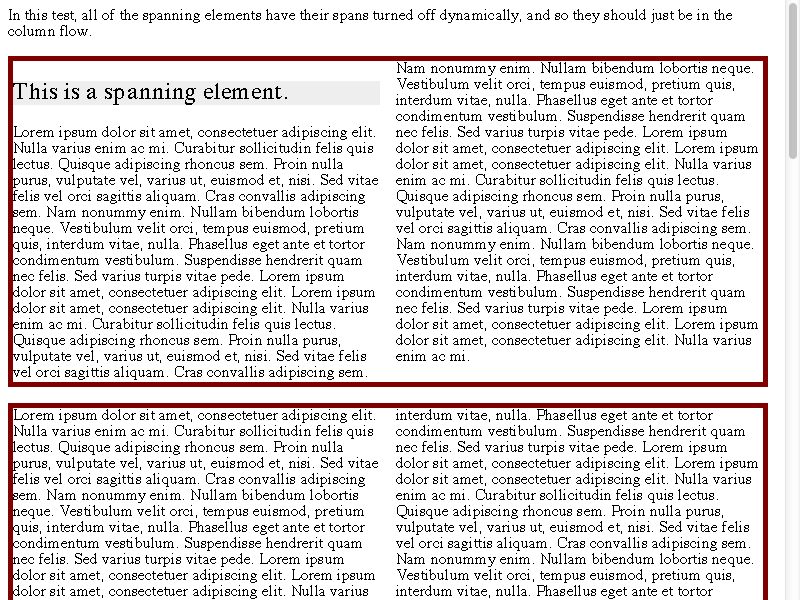 In this test, all of the spanning elements have their spans turned off dynamically, and so they should just be in the
column flow.
This is a spanning element.
Lorem ipsum dolor sit amet, consectetuer adipiscing elit.
Nulla varius enim ac mi. Curabitur sollicitudin felis quis
lectus. Quisque adipiscing rhoncus sem. Proin nulla
purus, vulputate vel, varius ut, euismod et, nisi. Sed vitae
felis vel orci sagittis aliquam. Cras convallis adipiscing
sem. Nam nonummy enim. Nullam bibendum lobortis
neque. Vestibulum velit orci, tempus euismod, pretium
quis, interdum vitae, nulla. Phasellus eget ante et tortor
condimentum vestibulum. Suspendisse hendrerit quam
nec felis. Sed varius turpis vitae pede. Lorem ipsum
dolor sit amet, consectetuer adipiscing elit. Lorem ipsum
dolor sit amet, consectetuer adipiscing elit. Nulla varius
enim ac mi. Curabitur sollicitudin felis quis lectus.
Quisque adipiscing rhoncus sem. Proin nulla purus,
vulputate vel, varius ut, euismod et, nisi. Sed vitae felis
vel orci sagittis aliquam. Cras convallis adipiscing sem.
Nam nonummy enim. Nullam bibendum lobortis neque.
Vestibulum velit orci, tempus euismod, pretium quis,
interdum vitae, nulla. Phasellus eget ante et tortor
condimentum vestibulum. Suspendisse hendrerit quam
nec felis. Sed varius turpis vitae pede. Lorem ipsum
dolor sit amet, consectetuer adipiscing elit. Lorem ipsum
dolor sit amet, consectetuer adipiscing elit. Nulla varius
enim ac mi. Curabitur sollicitudin felis quis lectus.
Quisque adipiscing rhoncus sem. Proin nulla purus,
vulputate vel, varius ut, euismod et, nisi. Sed vitae felis
vel orci sagittis aliquam. Cras convallis adipiscing sem.
Nam nonummy enim. Nullam bibendum lobortis neque.
Vestibulum velit orci, tempus euismod, pretium quis,
interdum vitae, nulla. Phasellus eget ante et tortor
condimentum vestibulum. Suspendisse hendrerit quam
nec felis. Sed varius turpis vitae pede. Lorem ipsum
dolor sit amet, consectetuer adipiscing elit. Lorem ipsum
dolor sit amet, consectetuer adipiscing elit. Nulla varius
enim ac mi.
Lorem ipsum dolor sit amet, consectetuer adipiscing elit.
Nulla varius enim ac mi. Curabitur sollicitudin felis quis
lectus. Quisque adipiscing rhoncus sem. Proin nulla
purus, vulputate vel, varius ut, euismod et, nisi. Sed vitae
felis vel orci sagittis aliquam. Cras convallis adipiscing
sem. Nam nonummy enim. Nullam bibendum lobortis
neque. Vestibulum velit orci, tempus euismod, pretium
quis, interdum vitae, nulla. Phasellus eget ante et tortor
condimentum vestibulum. Suspendisse hendrerit quam
nec felis. Sed varius turpis vitae pede. Lorem ipsum
dolor sit amet, consectetuer adipiscing elit. Lorem ipsum
dolor sit amet, consectetuer adipiscing elit. Nulla varius
interdum vitae, nulla. Phasellus eget ante et tortor
condimentum vestibulum. Suspendisse hendrerit quam
nec felis. Sed varius turpis vitae pede. Lorem ipsum
dolor sit amet, consectetuer adipiscing elit. Lorem ipsum
dolor sit amet, consectetuer adipiscing elit. Nulla varius
enim ac mi. Curabitur sollicitudin felis quis lectus.
Quisque adipiscing rhoncus sem. Proin nulla purus,
vulputate vel, varius ut, euismod et, nisi. Sed vitae felis
vel orci sagittis aliquam. Cras convallis adipiscing sem.
Nam nonummy enim. Nullam bibendum lobortis neque.
Vestibulum velit orci, tempus euismod, pretium quis,
interdum vitae, nulla. Phasellus eget ante et tortor